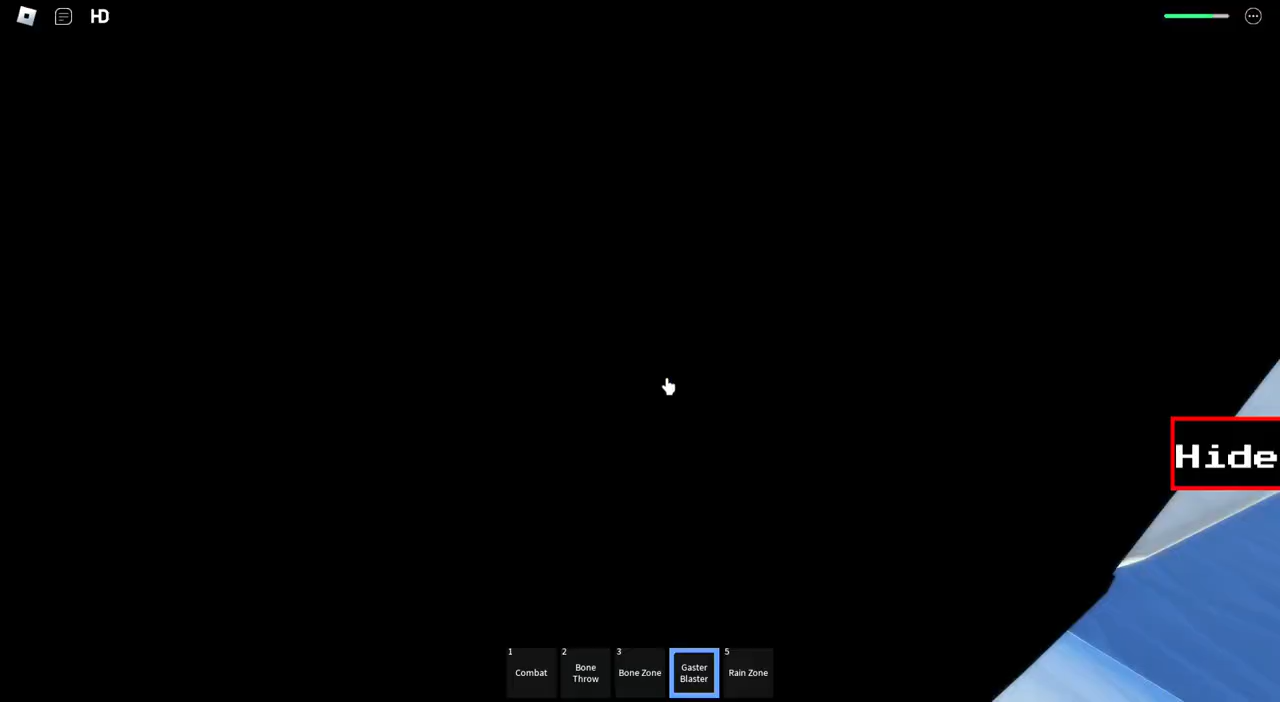 HD
Hide
1
Combat
2
Bone
Throw
3
Bone Zone
Gaster
Blaster
5
Rain Zone